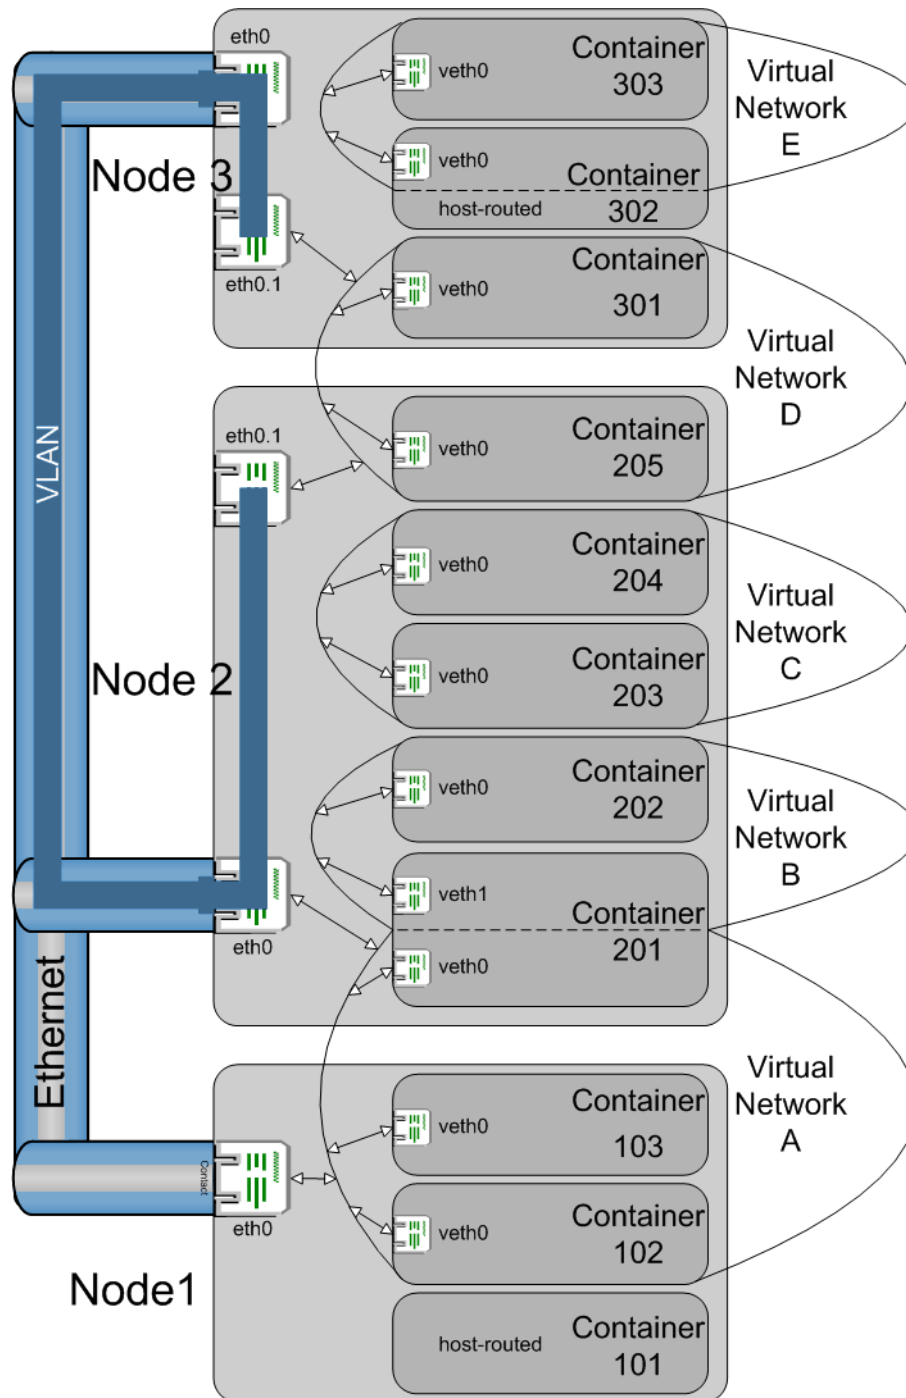 eth0
veth0
Container
303
Virtual
Network
E
Node 3
veth0
Container
302
host-routed
eth0.1
veth0
Container
301
Virtual
Network
D
eth0.1
veth0
Container
205
VLAN
veth0
Container
204
Virtual
Network
C
Node 2
veth0
Container
203
veth0
Container
202
Virtual
Network
B
veth1
Container
201
eth0
veth0
Ethernet
Container
103
veth0
Virtual
Network
A
Contact
eth0
veth0
Container
102
Node1
host-routed
Container
101